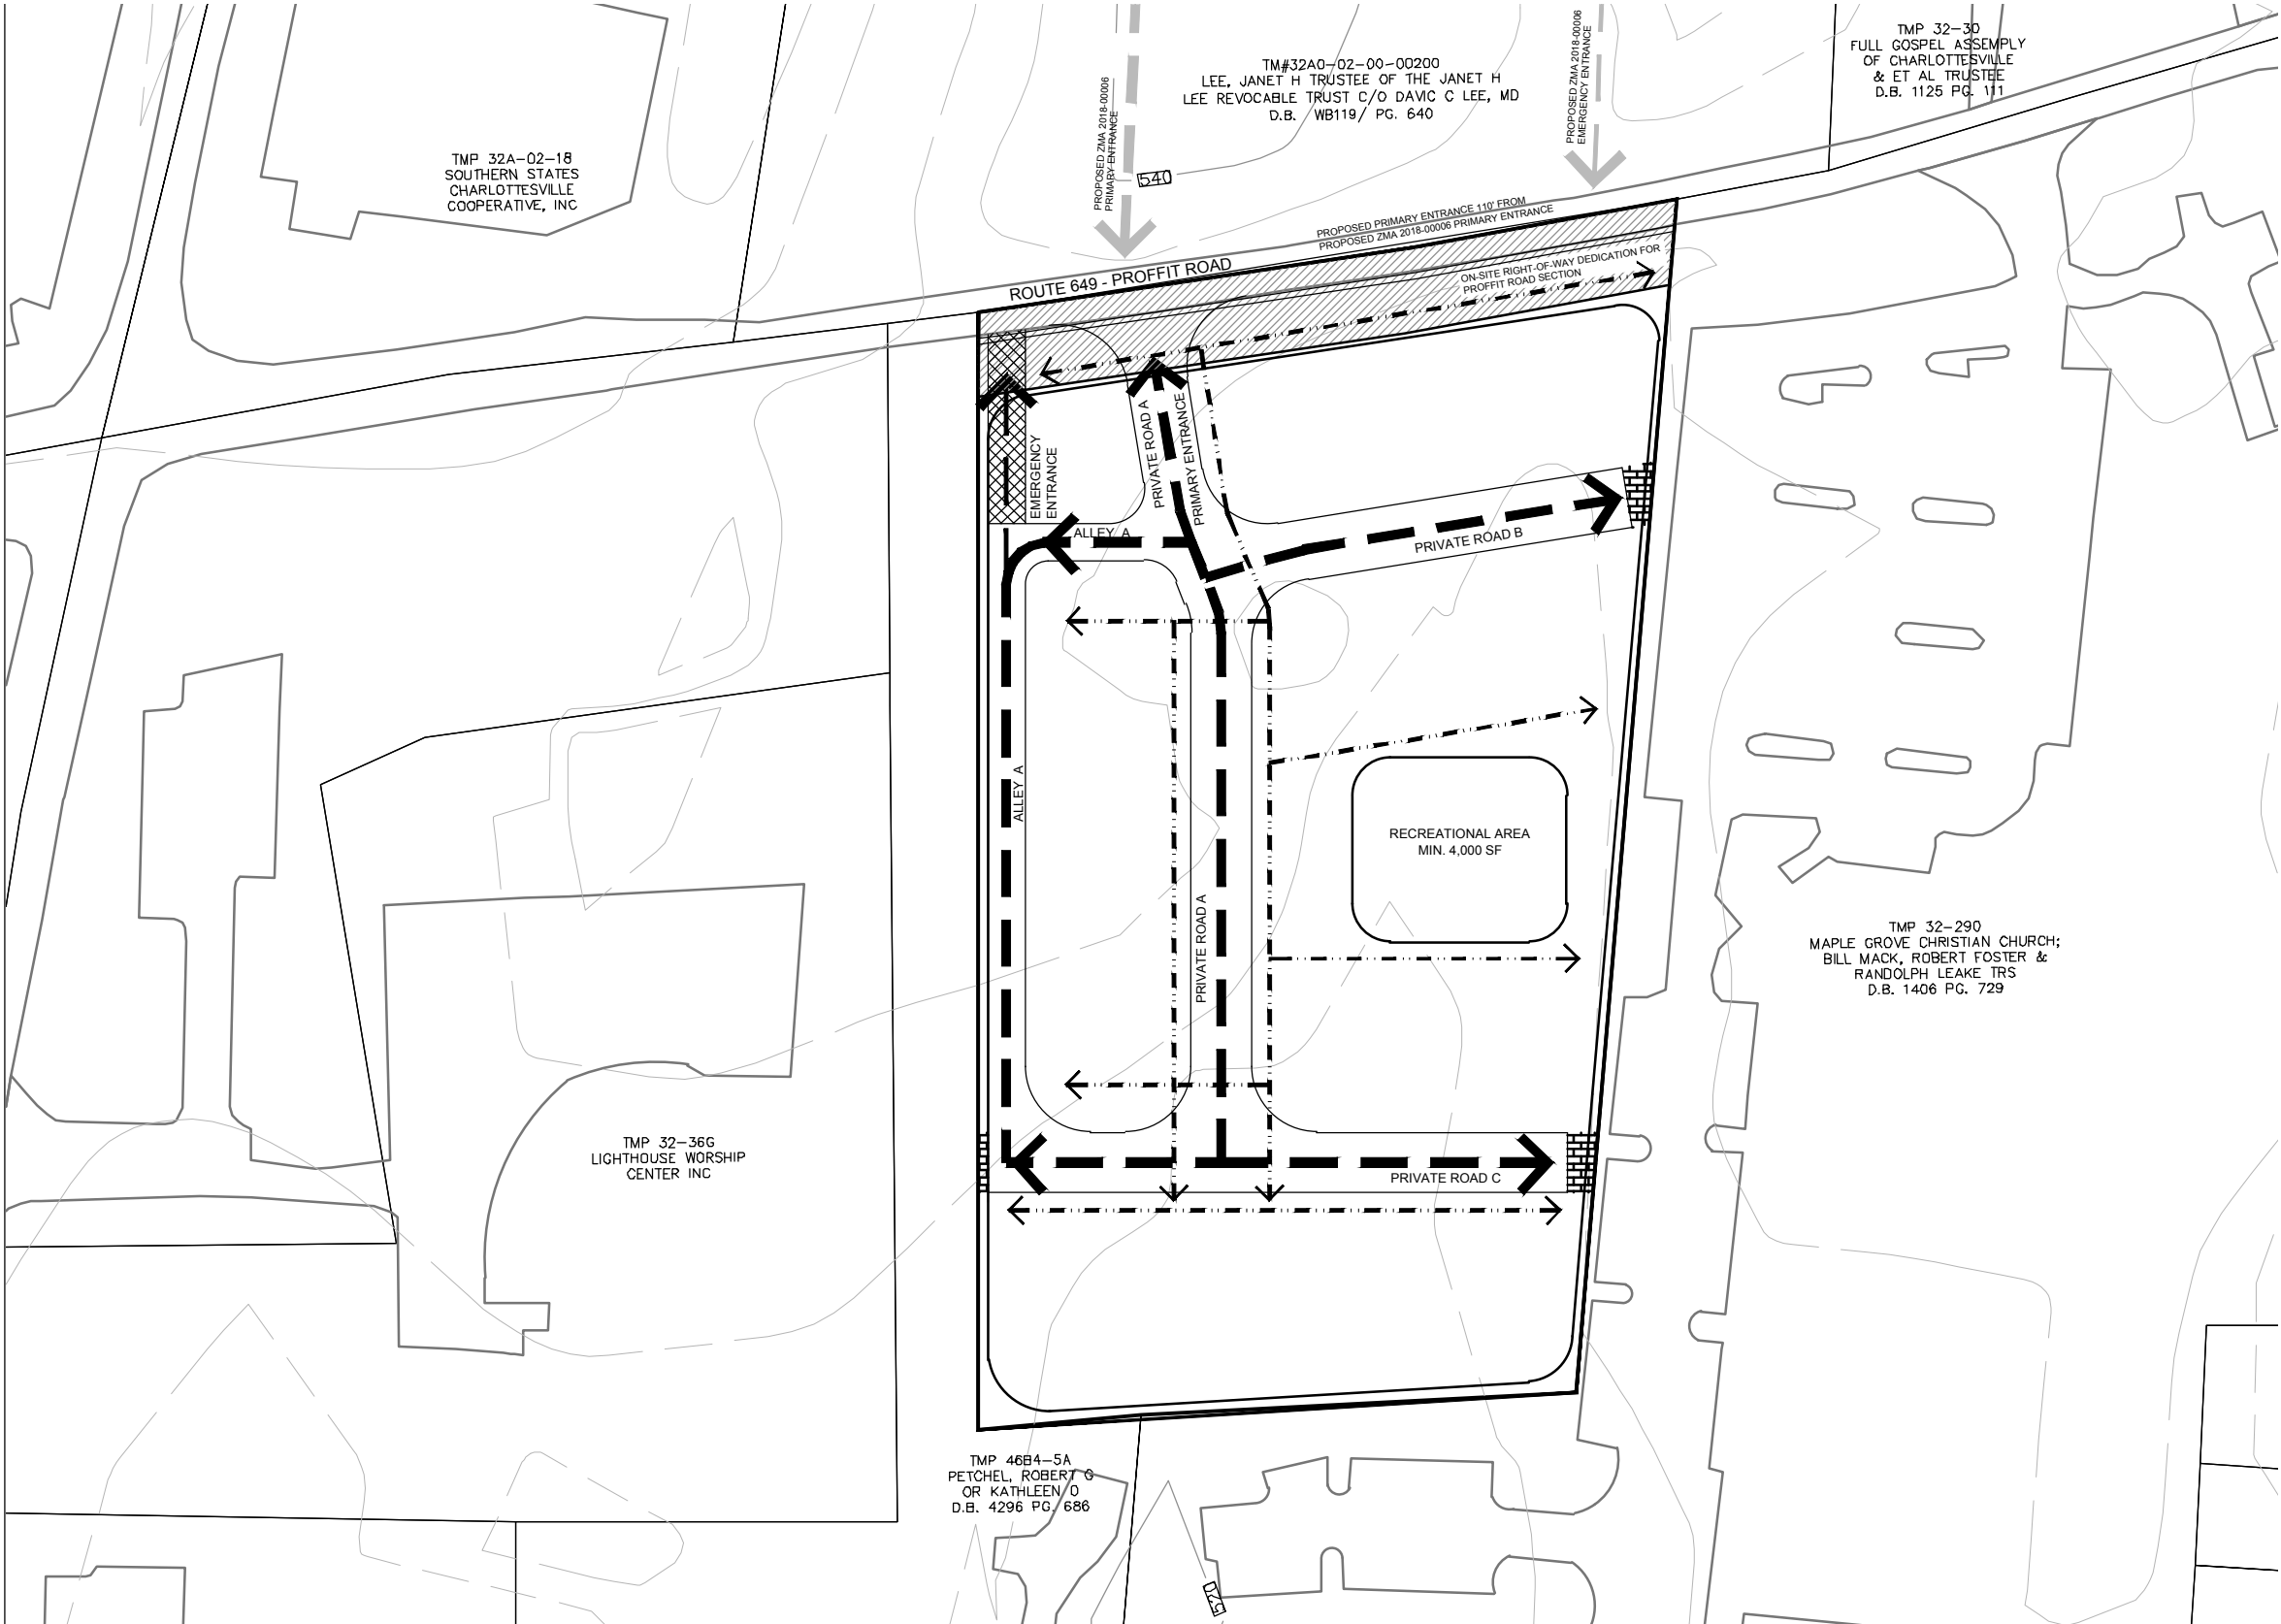 TMP 32-30
FULL GOSPEL ASSEMPLY
OF CHARLOTTESVILLE
& ET AL TRUSTEE
D.B. 1125 PG. 111
PROPOSED ZMA 2018-00006
EMERGENCY ENTRANCE
TM#32A0-02-00-00200
LEE, JANET H TRUSTEE OF THE JANET H
LEE REVOCABLE TRUST C/O DAVIC C LEE, MD
D.B. WB119/ PG. 640
PROPOSED ZMA 2018-00006
PRIMARY ENTRANCE
TMP 32A-02-18
SOUTHERN STATES
CHARLOTTESVILLE
COOPERATIVE, INC
540
PROPOSED PRIMARY ENTRANCE 110' FROM
PROPOSED ZMA 2018-00006 PRIMARY ENTRANCE
ROUTE 649 - PROFFIT ROAD
ON-SITE RIGHT-OF-WAY DEDICATION FOR
PROFFIT ROAD SECTION
EMERGENCY
ENTRANCE
PRIVATE ROAD A
PRIMARY ENTRANCE
ALLEY A
PRIVATE ROAD B
ALLEY A
RECREATIONAL AREA
MIN. 4,000 SF
PRIVATE ROAD A
TMP 32-290
MAPLE GROVE CHRISTIAN CHURCH;
BILL MACK, ROBERT FOSTER &
RANDOLPH LEAKE TRS
D.B. 1406 PG. 729
TMP 32-36G
LIGHTHOUSE WORSHIP
CENTER INC
PRIVATE ROAD C
TMP 46B4-5A
PETCHEL, ROBERT G
OR KATHLEEN O
D.B. 4296 PG. 686
520